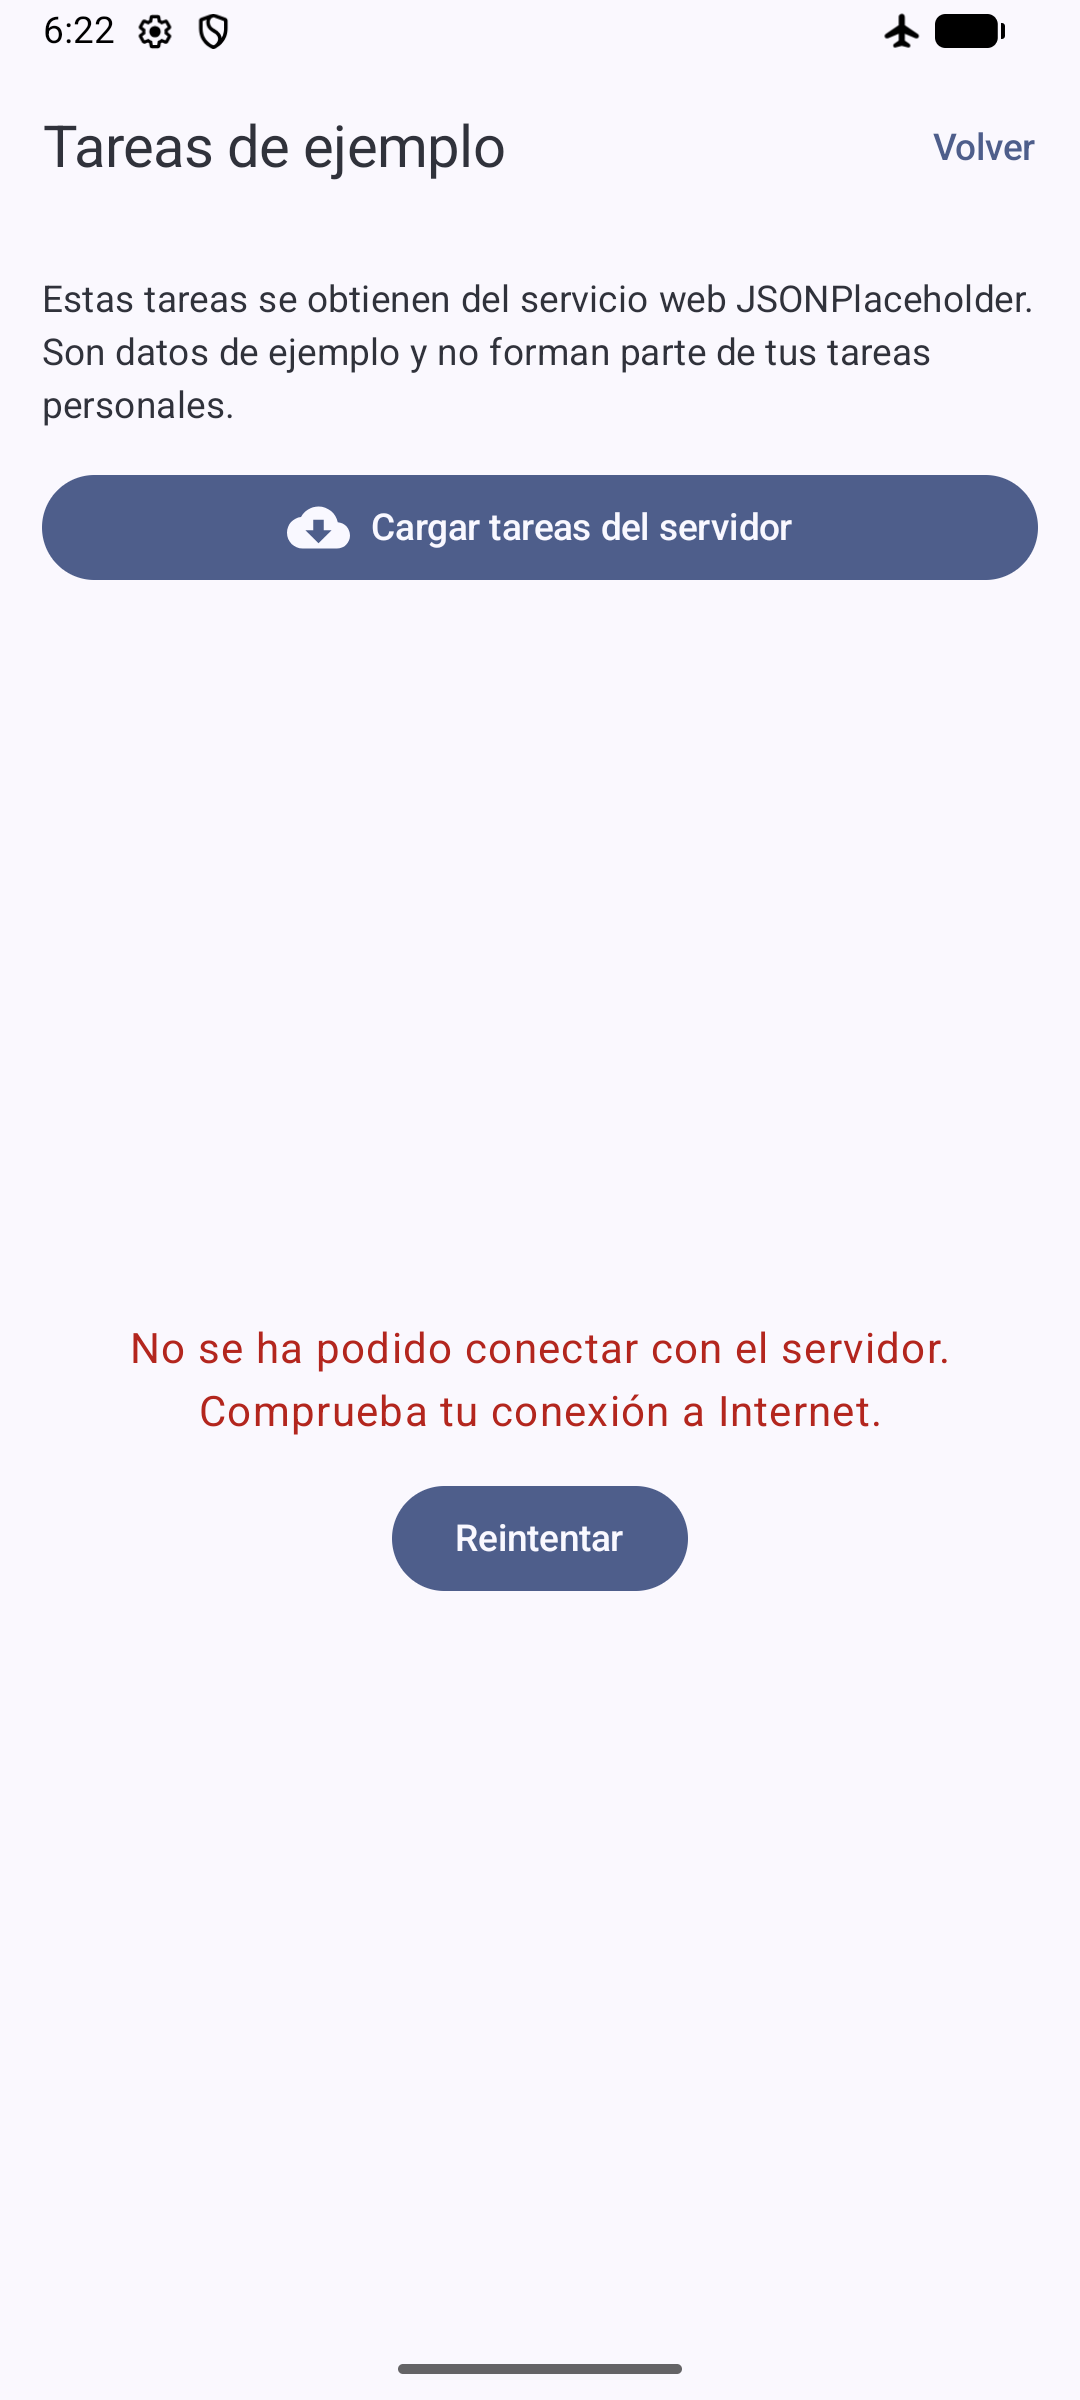 6:22
Tareas de ejemplo
Volver
Estas tareas se obtienen del servicio web JSONPlaceholder.
Son datos de ejemplo y no forman parte de tus tareas
personales.
Cargar tareas del servidor
No se ha podido conectar con el servidor.
Comprueba tu conexión a Internet.
Reintentar